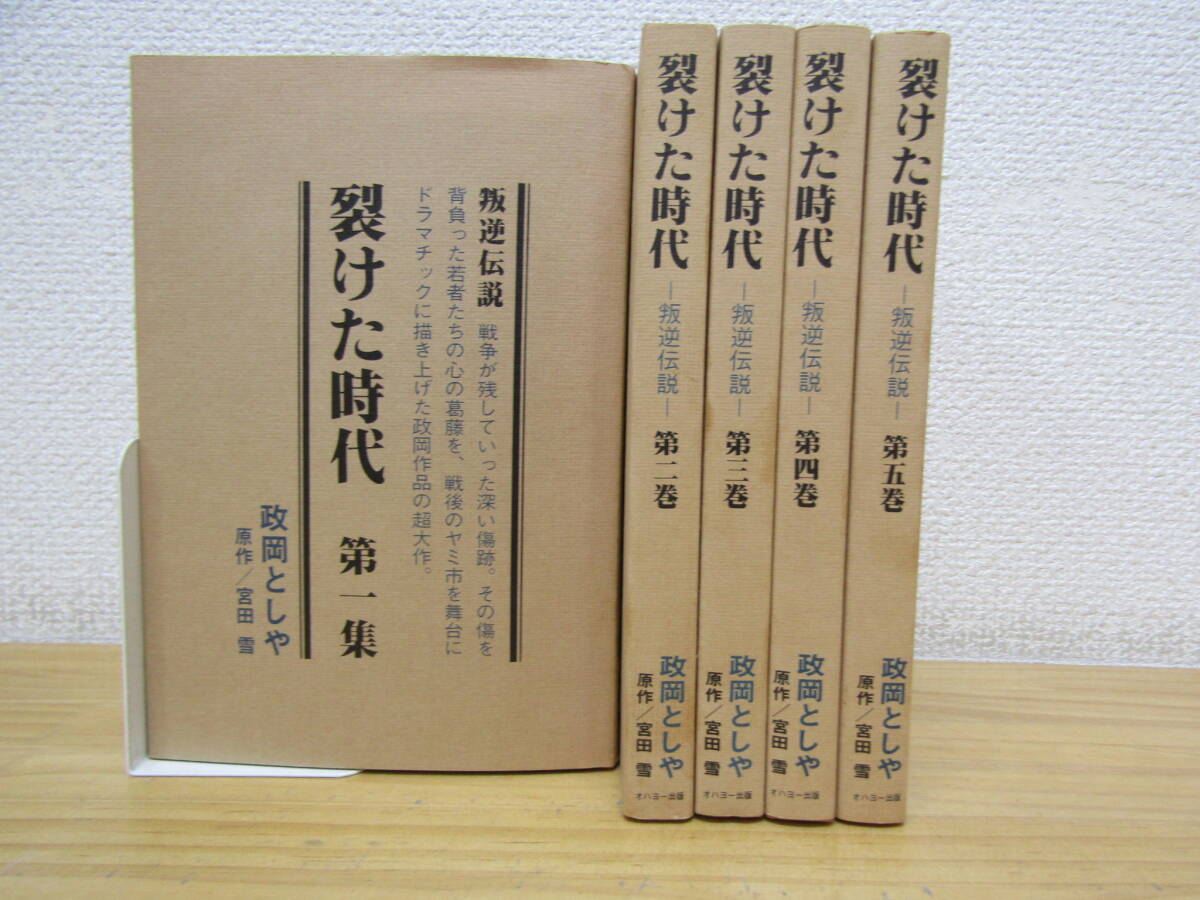 叛逆伝説 戦争が残していった深い傷跡。その傷を
背負った若者たちの心の葛藤を、戦後のヤミ市を舞台に
ドラマチックに描き上げた政岡作品の超大作。
裂けた時代 第一集
政岡としや
原作/宮田 雪
裂けた時代 ―叛逆伝説― 第二巻
政岡としや
原作/宮田 雪
オハヨー出版
裂けた時代 ―叛逆伝説― 第三巻
政岡としや
原作/宮田 雪
オハヨー出版
裂けた時代 ―叛逆伝説― 第四巻
政岡としや
原作/宮田 雪
オハヨー出版
裂けた時代 ―叛逆伝説― 第五巻
政岡としや
原作/宮田 雪
オハヨー出版